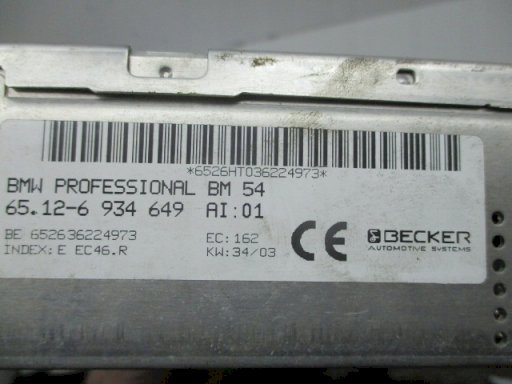 *6526HT036224973*
BMW PROFESSIONAL BM 54
65.12-6 934 649 AI:01
BE 652636224973 EC:162
INDEX:E EC46.R KW:34/03
CE
BECKER
AUTOMOTIVE SYSTEMS